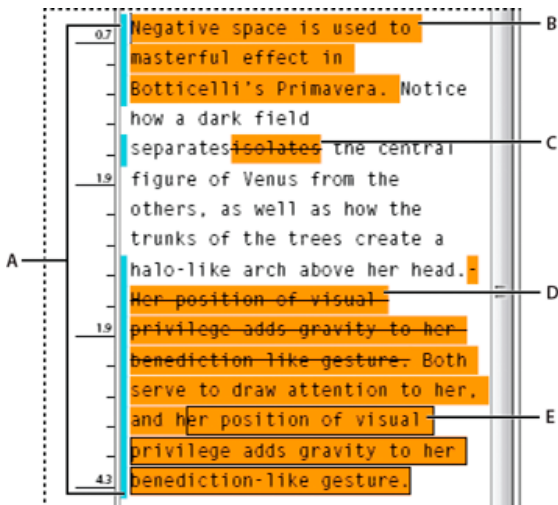 B
0.7
Negative space is used to
masterful effect in
Botticelli's Primavera. Notice
how a dark field
C
separatesisolates the central
1.9
figure of Venus from the
others, as well as how the
trunks of the trees create a
A
halo-like arch above her head.-
D
Her position of visual
1.9
privilege adds gravity to her
benediction like gesture. Both
serve to draw attention to her,
E
and her position of visual
privilege adds gravity to her
4.3
benediction-like gesture.